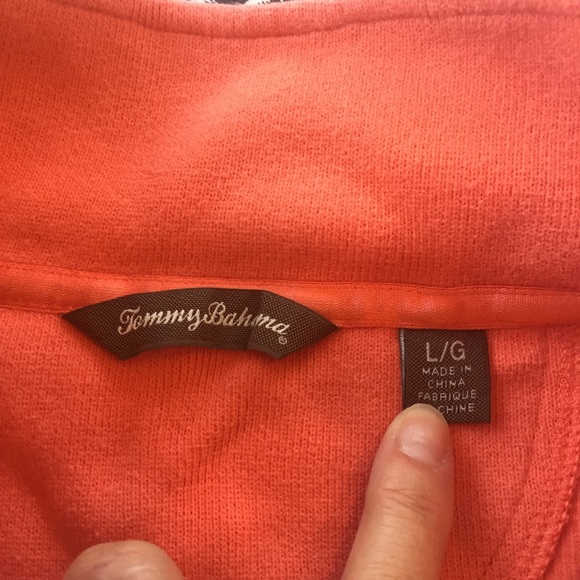 Tommy Bahama®
L/G
MADE IN
CHINA
FABRIQUE
CHINE